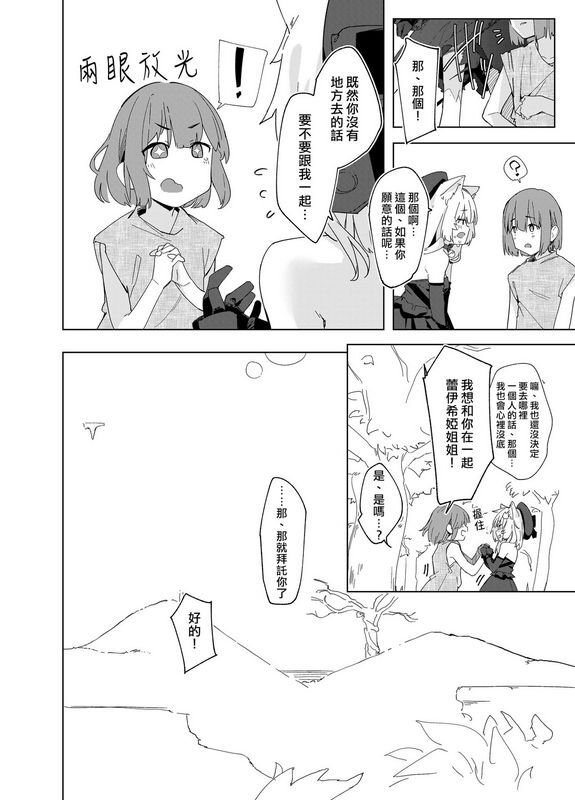 那、那個！
？
那個啊…
這個、如果你
願意的話呢…
既然你沒有
地方去的話
要不要跟我一起…
！
兩眼放光
嗯、我也還沒決定
要去哪裡
一個人的話、那個…
我也會心裡沒底
我想和你在一起
蕾伊希婭姐姐！
握住
是、是嗎…？
……那、那就拜託你了
好的！